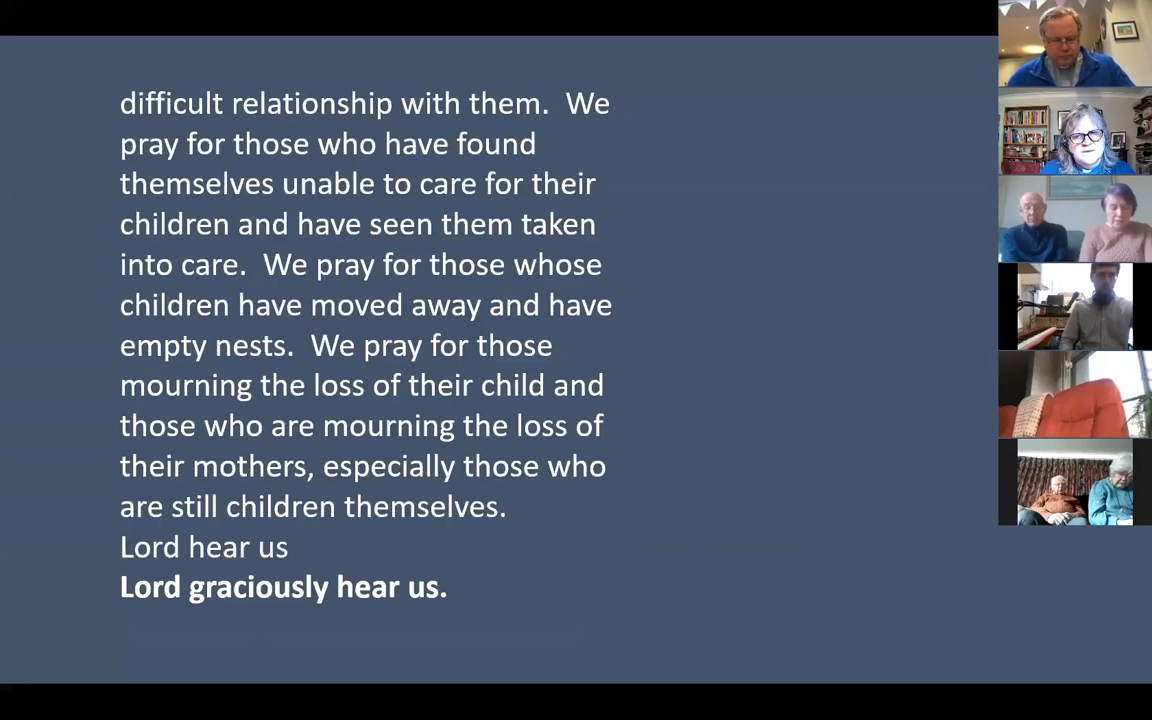 difficult relationship with them.  We
pray for those who have found
themselves unable to care for their
children and have seen them taken
into care.  We pray for those whose
children have moved away and have
empty nests.  We pray for those
mourning the loss of their child and
those who are mourning the loss of
their mothers, especially those who
are still children themselves.
Lord hear us
Lord graciously hear us.